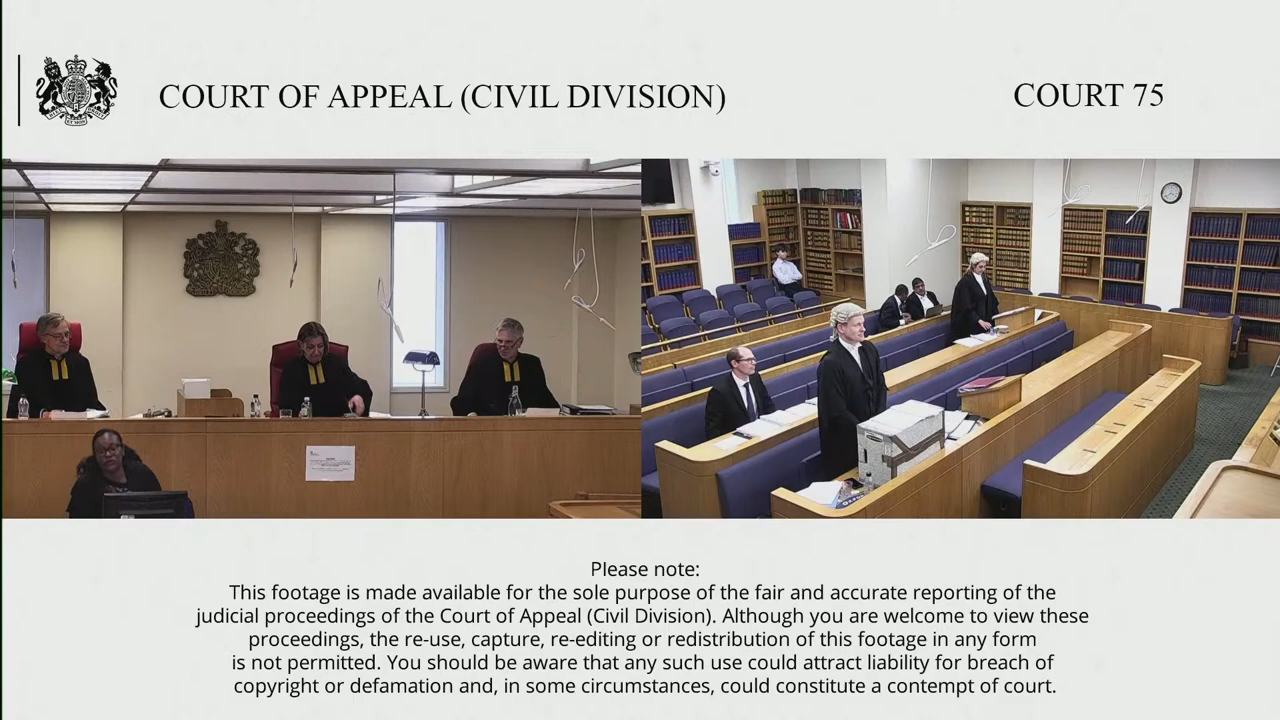 COURT OF APPEAL (CIVIL DIVISION)
COURT 75
Please note:
This footage is made available for the sole purpose of the fair and accurate reporting of the
judicial proceedings of the Court of Appeal (Civil Division). Although you are welcome to view these
proceedings, the re-use, capture, re-editing or redistribution of this footage in any form
is not permitted. You should be aware that any such use could attract liability for breach of
copyright or defamation and, in some circumstances, could constitute a contempt of court.